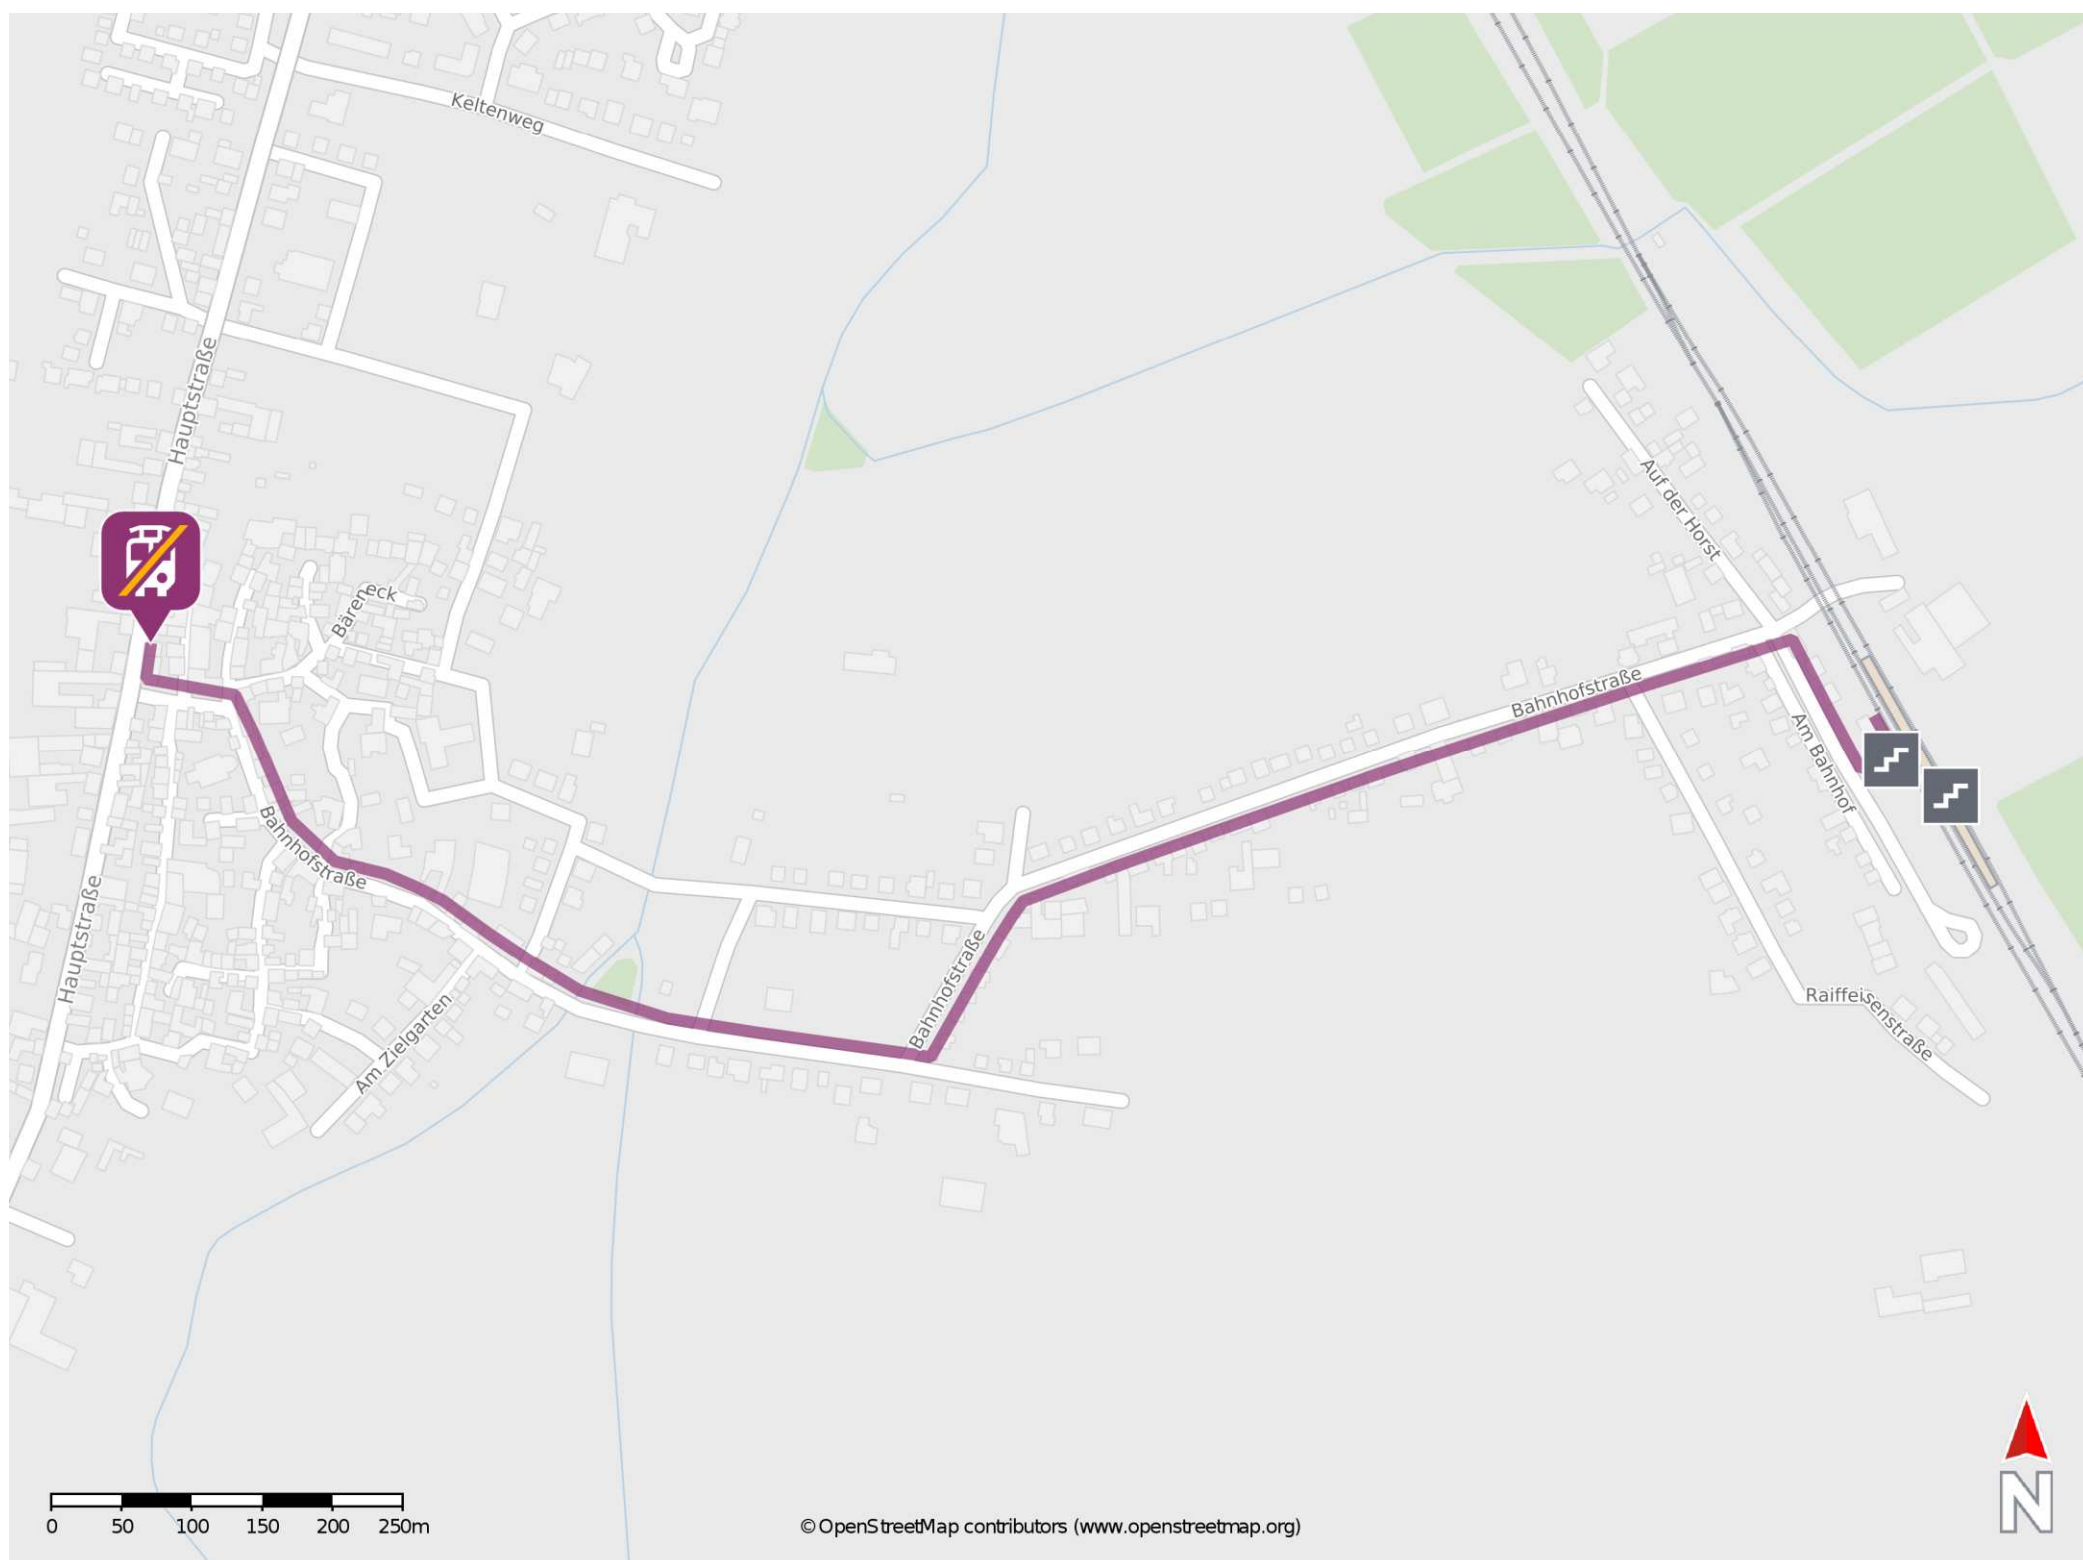 Keltenweg
Hauptstraße
Auf der Horst
Bäreneck
Bahnhofstraße
Am Bahnhof
Bahnhofstraße
Hauptstraße
Bahnhofstraße
Am Zielgarten
Raiffeisenstraße
0 50 100 150 200 250m
© OpenStreetMap contributors (www.openstreetmap.org)
N